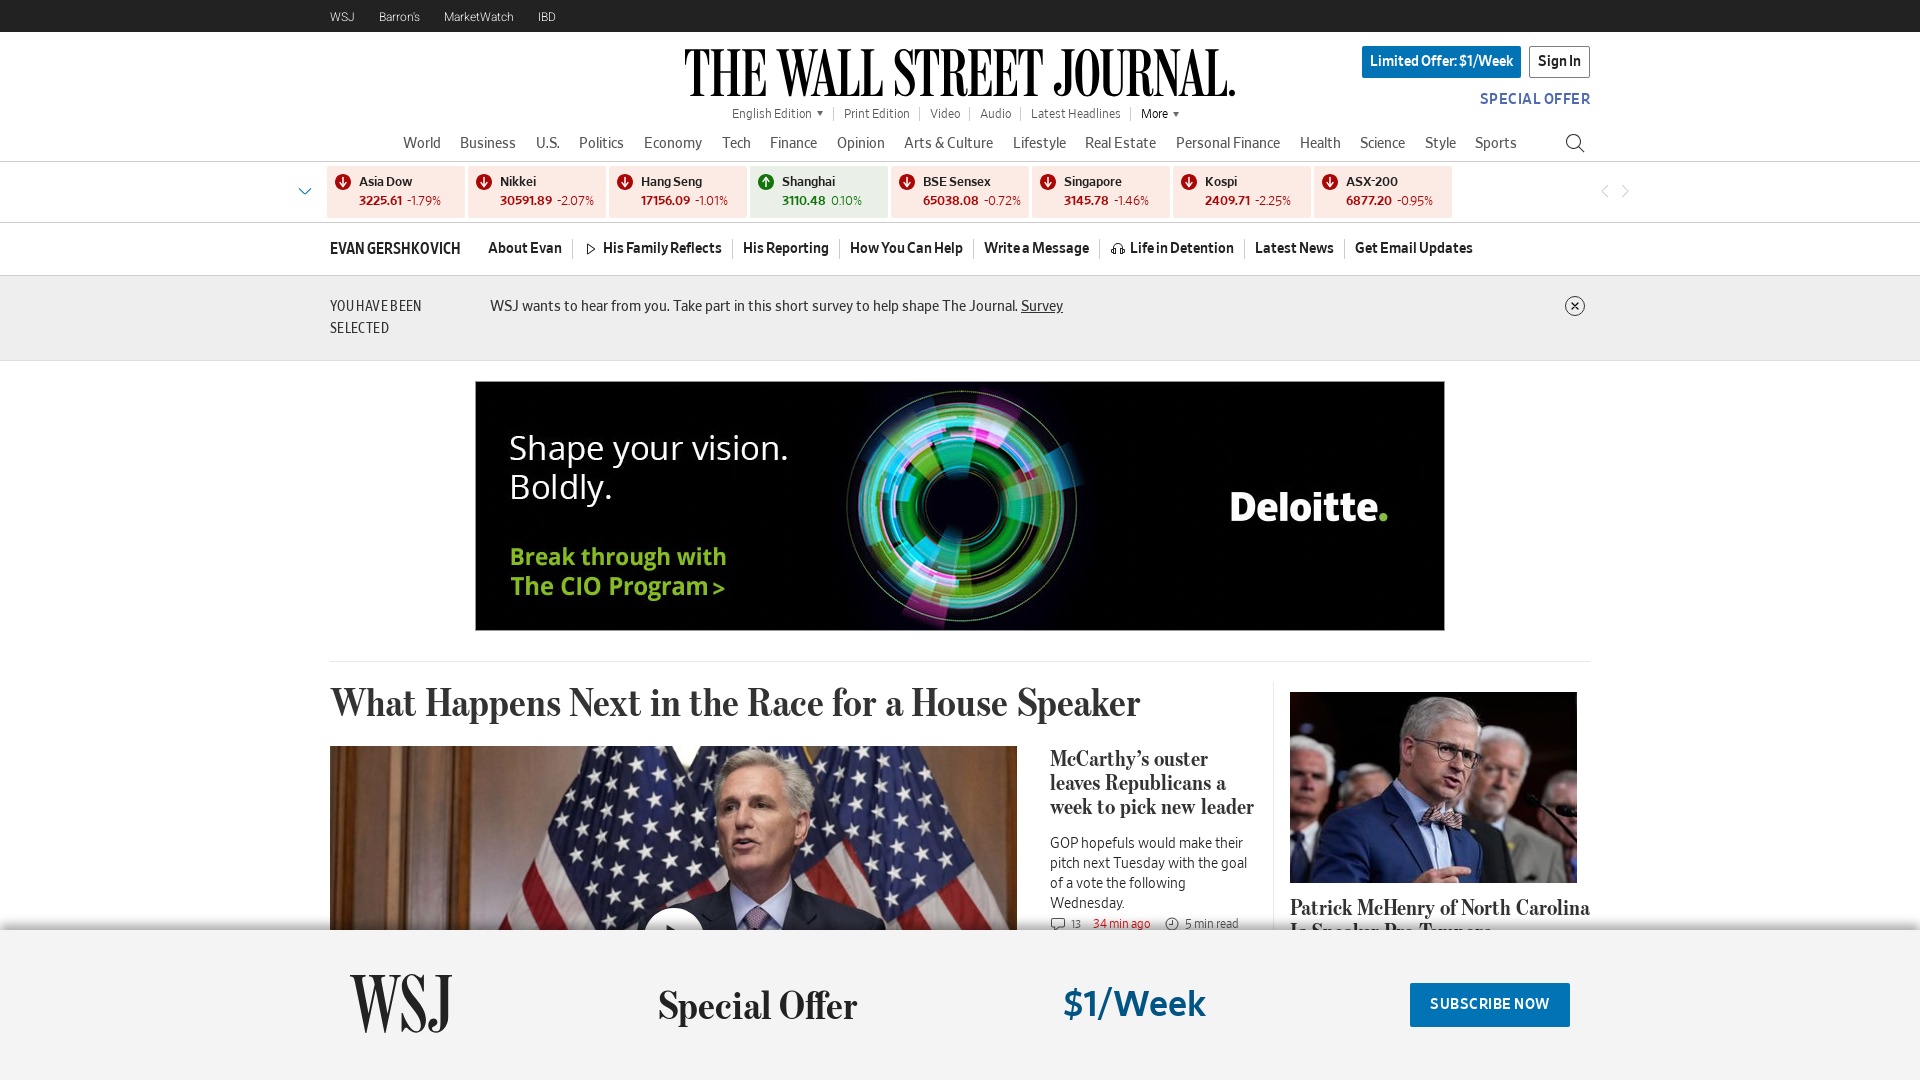 WSJ Barron's MarketWatch IBD
THE WALL STREET JOURNAL.
Limited Offer: $1/Week Sign In
SPECIAL OFFER
English Edition Print Edition Video Audio Latest Headlines More
World Business U.S. Politics Economy Tech Finance Opinion Arts & Culture Lifestyle Real Estate Personal Finance Health Science Style Sports
Asia Dow Nikkei Hang Seng Shanghai BSE Sensex Singapore Kospi ASX-200
3225.61 -1.79% 30591.89 -2.07% 17156.09 -1.01% 3110.48 0.10% 65038.08 -0.72% 3145.78 -1.46% 2409.71 -2.25% 6877.20 -0.95%
EVAN GERSHKOVICH About Evan His Family Reflects His Reporting How You Can Help Write a Message Life in Detention Latest News Get Email Updates
YOU HAVE BEEN
SELECTED
WSJ wants to hear from you. Take part in this short survey to help shape The Journal. Survey
Shape your vision.
Boldly.
Break through with
The CIO Program >
Deloitte.
What Happens Next in the Race for a House Speaker
McCarthy's ouster
leaves Republicans a
week to pick new leader
GOP hopefuls would make their
pitch next Tuesday with the goal
of a vote the following
Wednesday.
13 34 min ago 5 min read
Patrick McHenry of North Carolina
Is Speaker Pro Tempore
WSJ
Special Offer
$1/Week
SUBSCRIBE NOW